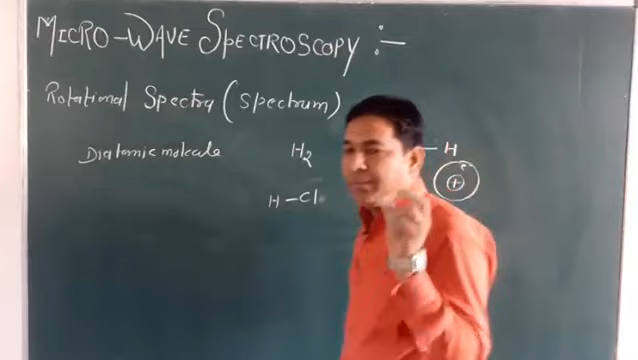 MICRO-WAVE SPECTROSCOPY :-
Rotational Spectra (spectrum)
Diatomic molecule H2 - H
e- +
H-Cl